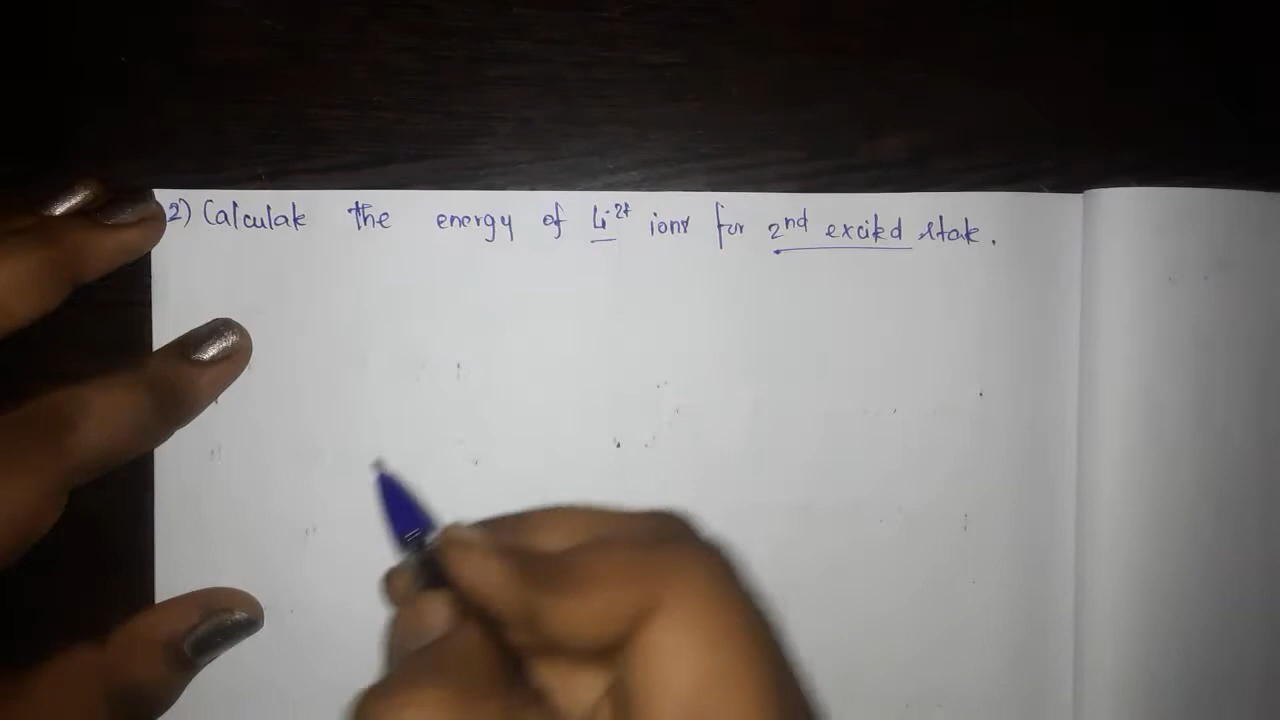 2) Calculate the energy of Li²⁺ ions for 2nd excited state.